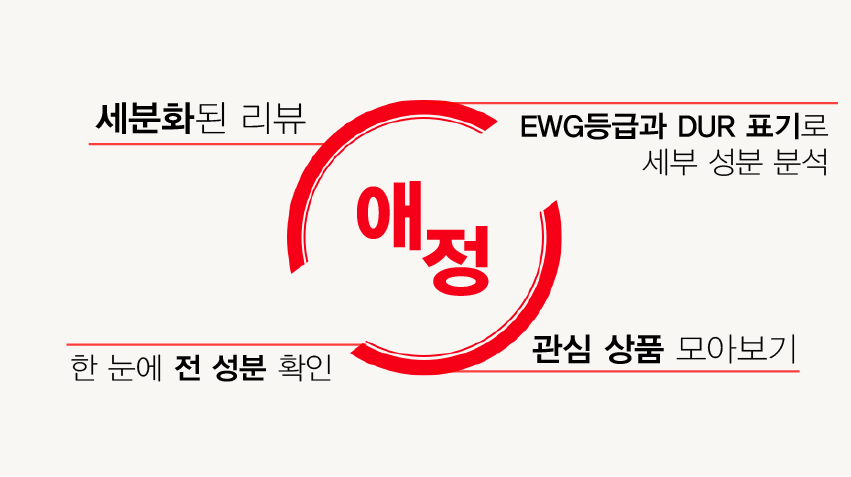 세분화된 리뷰
EWG등급과 DUR 표기로
세부 성분 분석
애정
한 눈에 전 성분 확인
관심 상품 모아보기